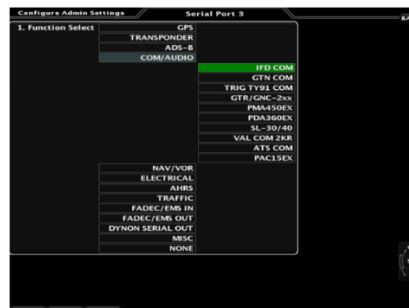 Configure Admin Settings
Serial Port 3
1. Function Select
GPS
TRANSPONDER
ADS-B
COM/AUDIO
IFD COM
GTN COM
TRIG TY91 COM
GTR/GNC-2xx
PMA450EX
PDA360EX
SL-30/40
VAL COM 2KR
ATS COM
PAC15EX
NAV/VOR
ELECTRICAL
AHRS
TRAFFIC
FADEC/EMS IN
FADEC/EMS OUT
DYNON SERIAL OUT
MISC
NONE